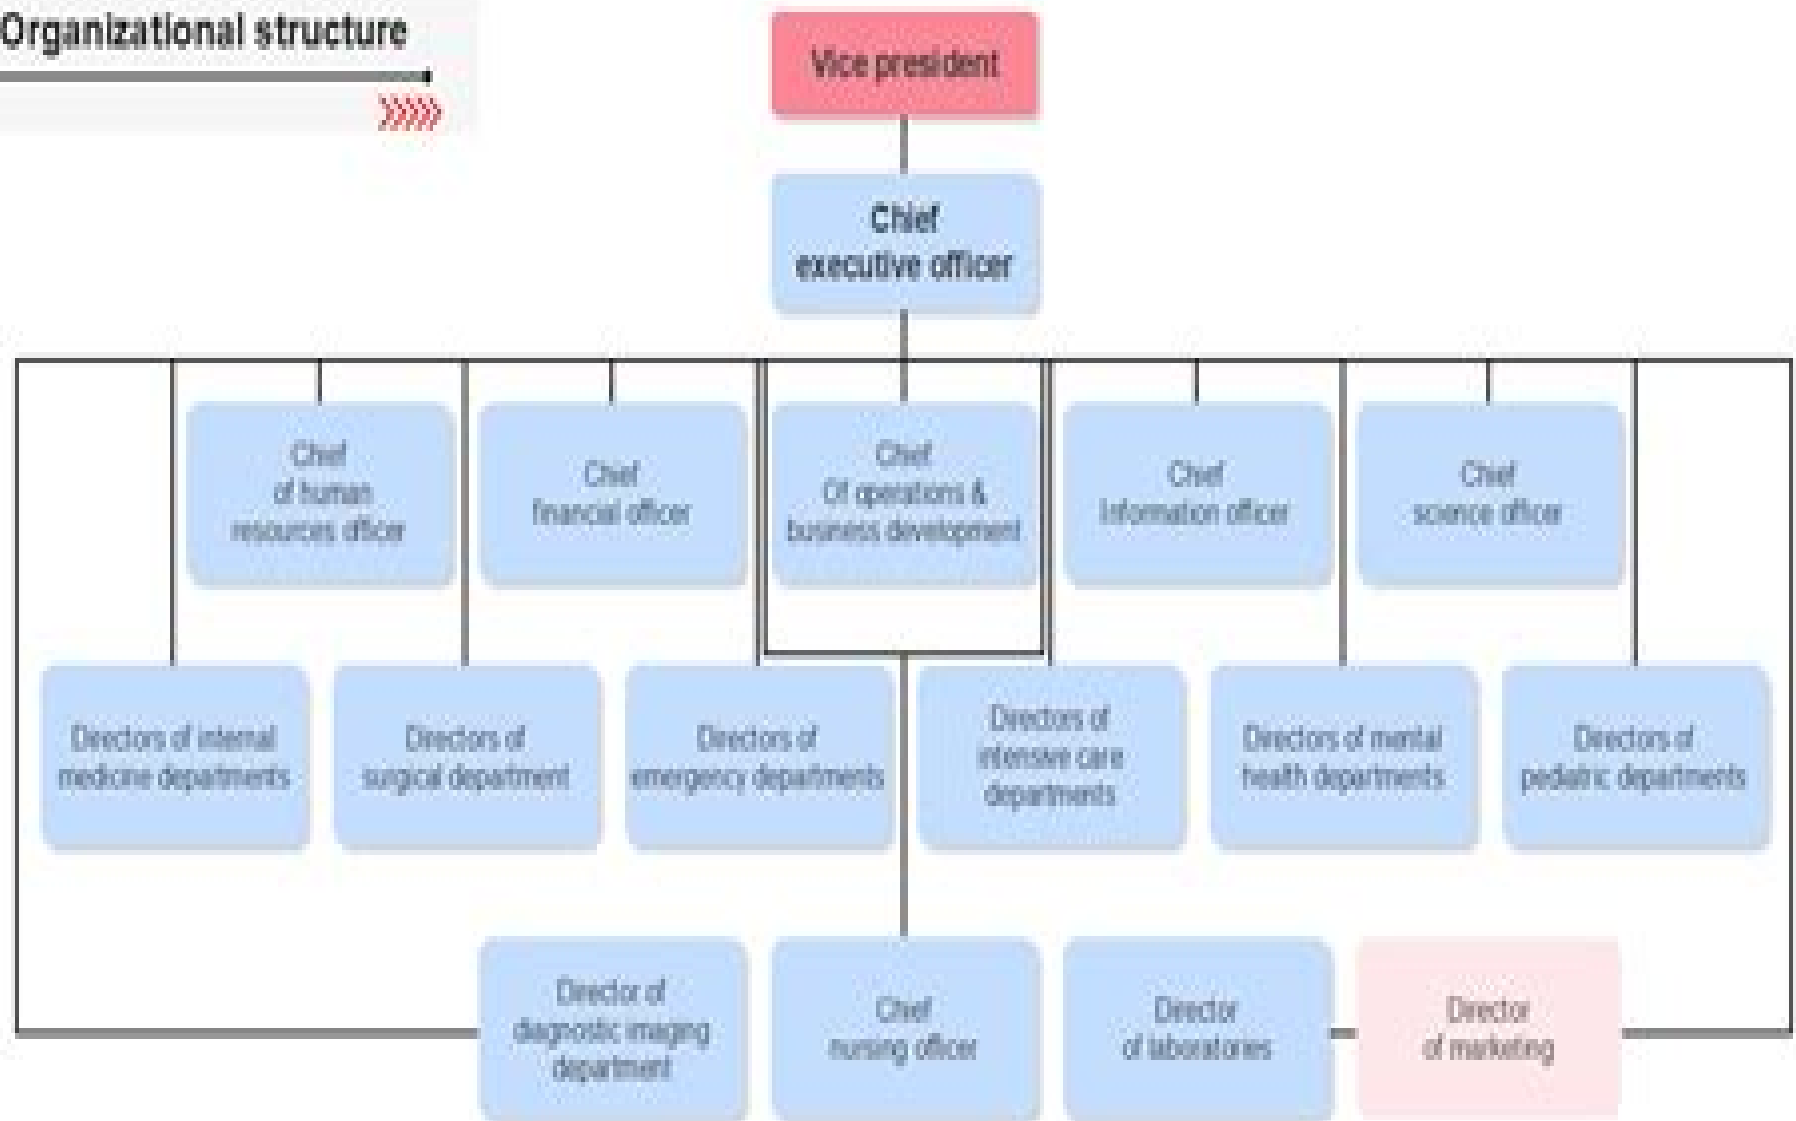 Organizational structure
Vice president
Chief
executive officer
Chief
of human
resources officer
Chief
financial officer
Chief
Of operations &
business development
Chief
Information officer
Chief
science officer
Directors of internal
medicine departments
Directors of
surgical department
Directors of
emergency departments
Directors of
intensive care
departments
Directors of mental
health departments
Directors of
pediatric departments
Director of
diagnostic imaging
department
Chief
nursing officer
Director
of laboratories
Director
of marketing